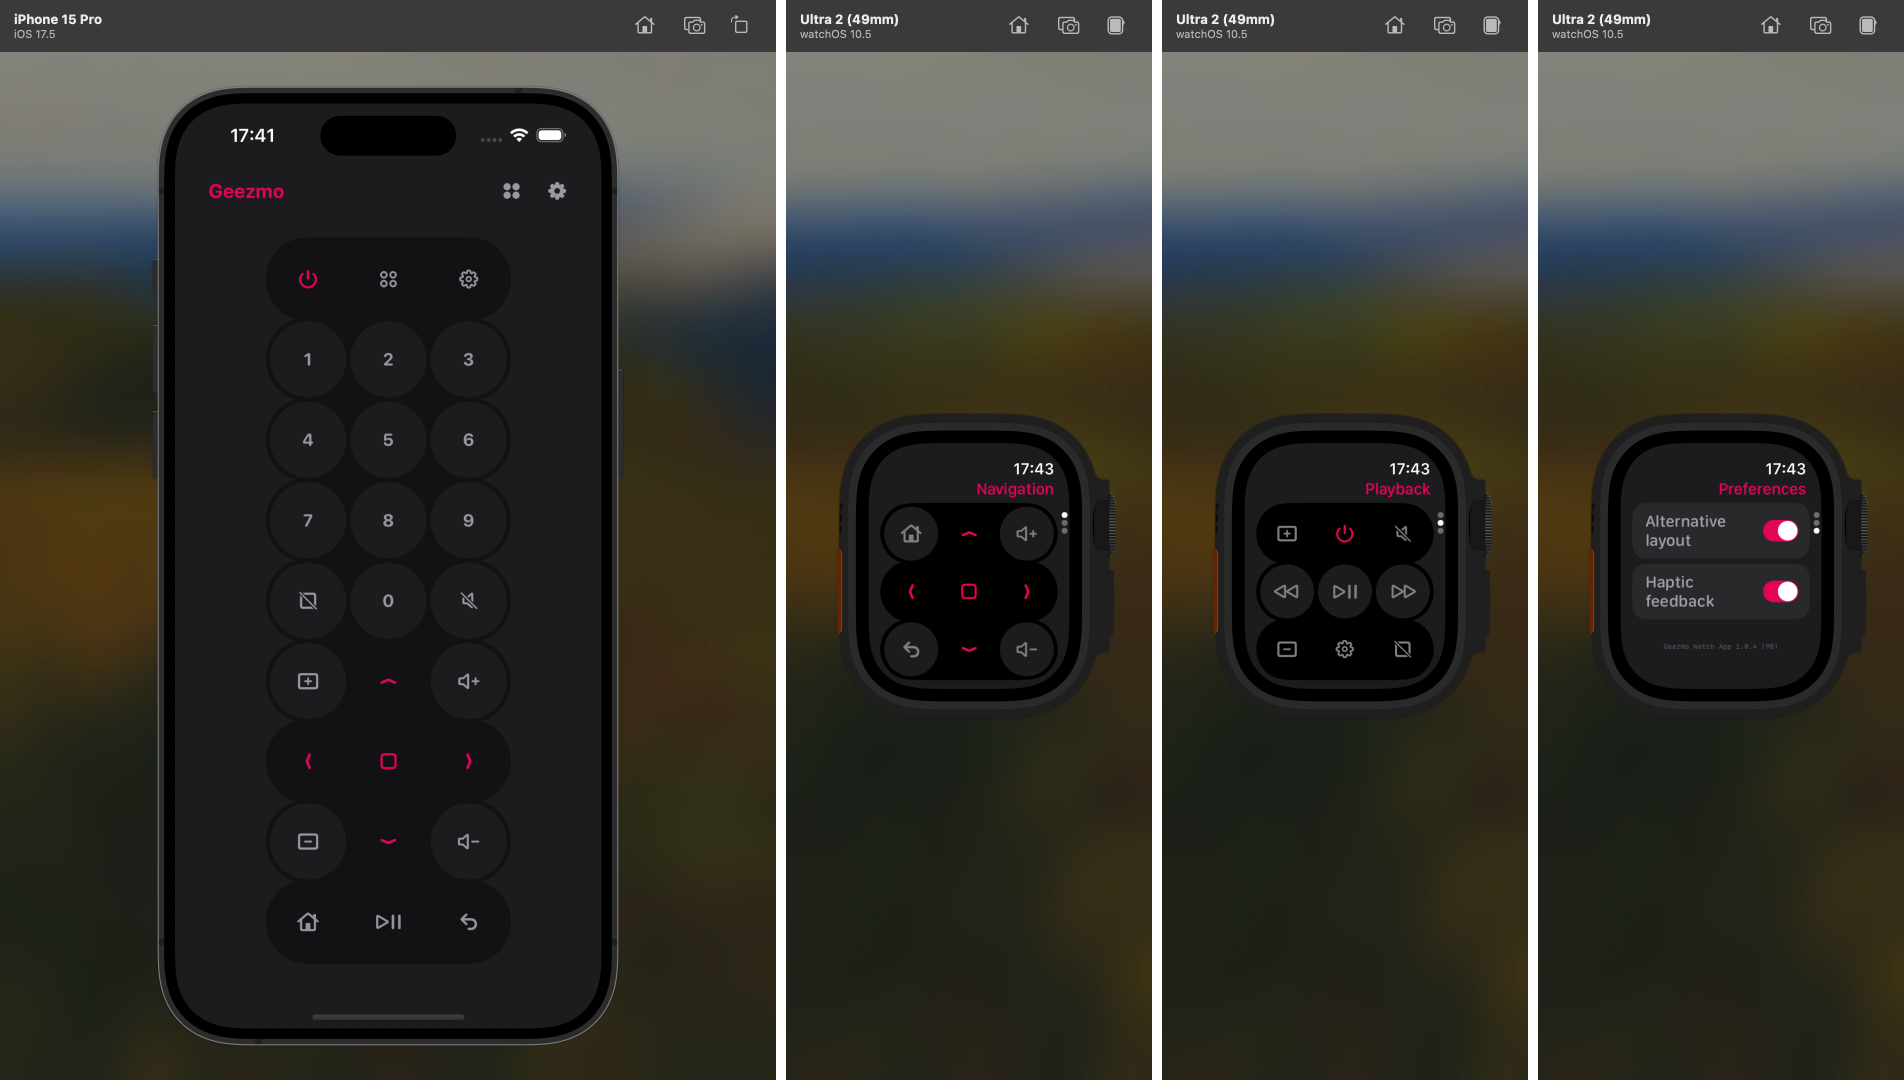 iPhone 15 Pro
iOS 17.5
17:41
Geezmo
1 2 3
4 5 6
7 8 9
0
Ultra 2 (49mm)
watchOS 10.5
17:43
Navigation
Ultra 2 (49mm)
watchOS 10.5
17:43
Playback
Ultra 2 (49mm)
watchOS 10.5
17:43
Preferences
Alternative
layout
Haptic
feedback
Geezmo Watch App 1.0.4 (98)